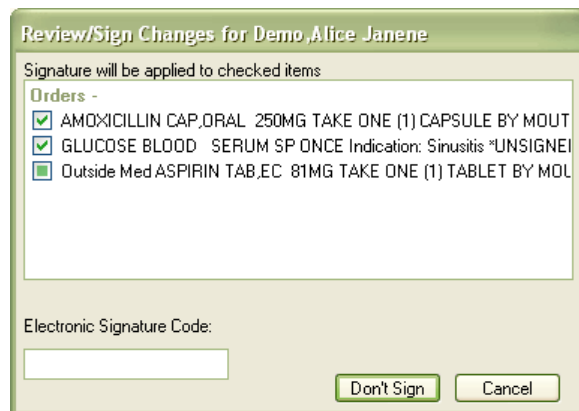 Review/Sign Changes for Demo,Alice Janene
Signature will be applied to checked items
Orders -
AMOXICILLIN CAP,ORAL 250MG TAKE ONE (1) CAPSULE BY MOUT
GLUCOSE BLOOD SERUM SP ONCE Indication: Sinusitis *UNSIGNE
Outside Med ASPIRIN TAB,EC 81MG TAKE ONE (1) TABLET BY MOU
Electronic Signature Code:
Don't Sign Cancel